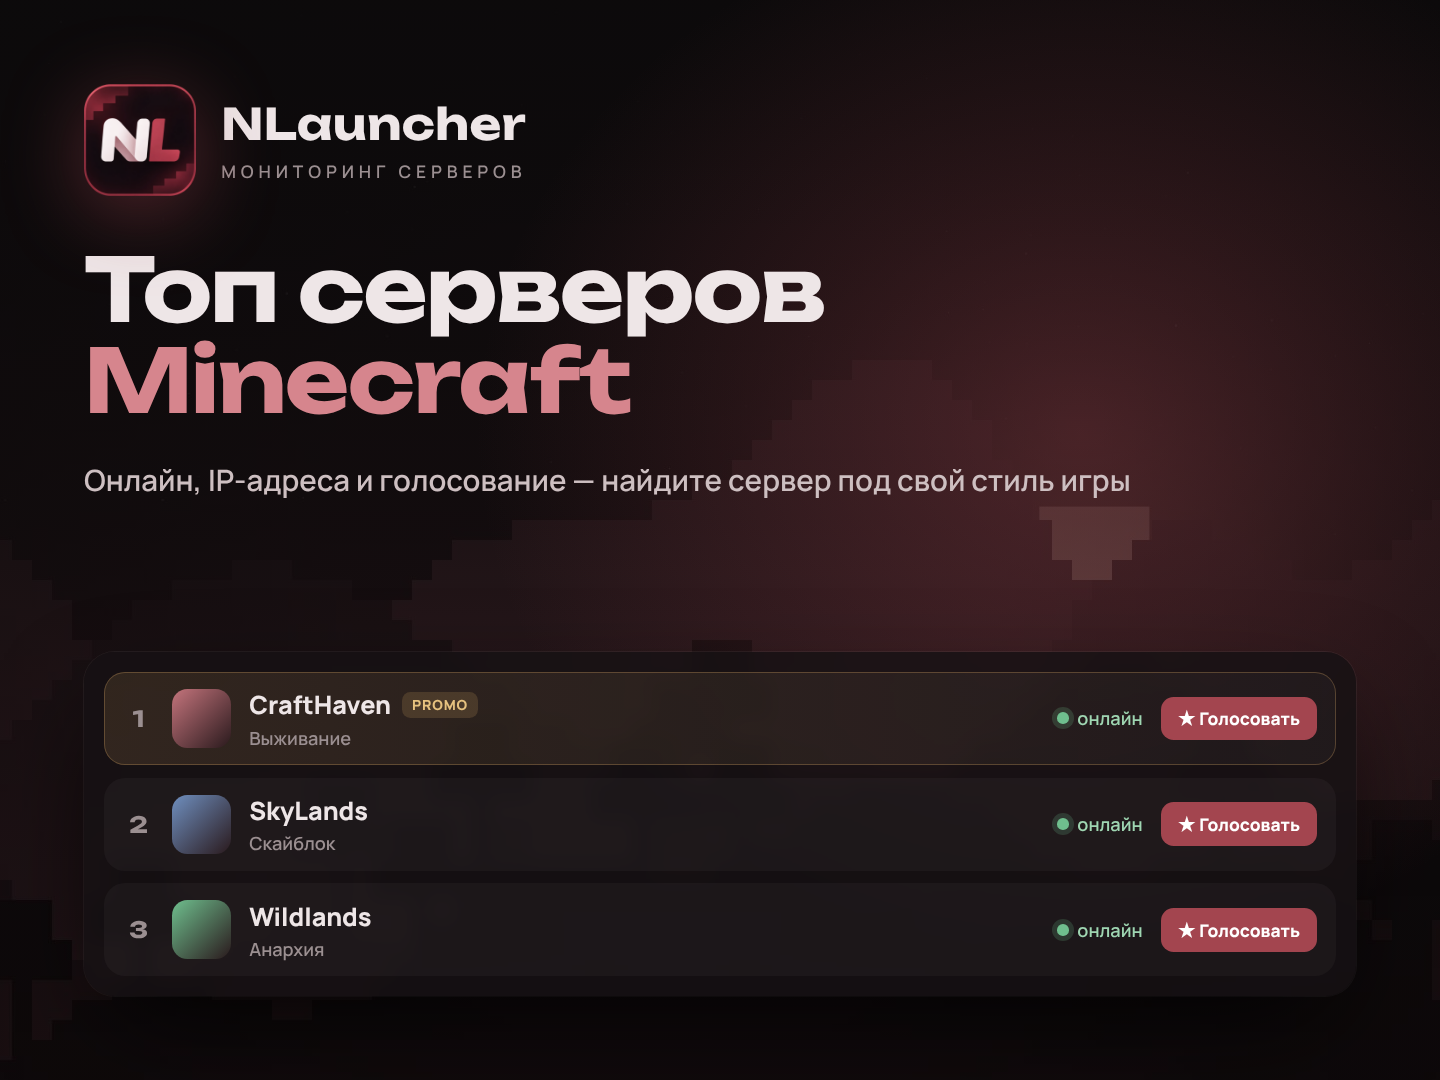 NL
NLauncher
МОНИТОРИНГ СЕРВЕРОВ
Топ серверов
Minecraft
Онлайн, IP-адреса и голосование — найдите сервер под свой стиль игры
1 CraftHaven PROMO онлайн ★ Голосовать
Выживание
2 SkyLands онлайн ★ Голосовать
Скайблок
3 Wildlands онлайн ★ Голосовать
Анархия